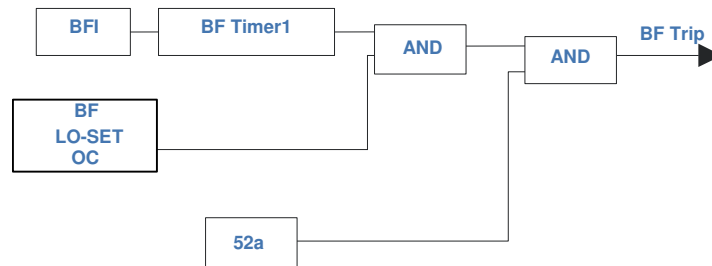 BFI
BF Timer1
AND
AND
BF Trip
BF
LO-SET
OC
52a